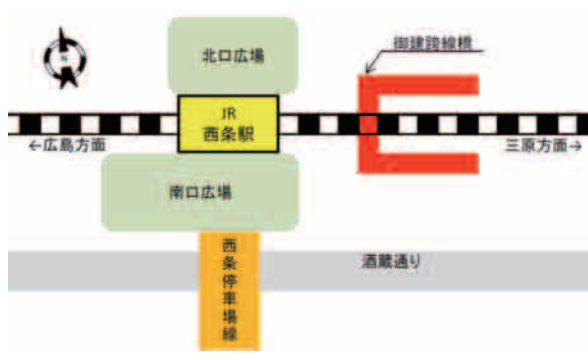 御建跨線橋
N
北口広場
JR
西条駅
←広島方面
三原方面→
南口広場
西条停車場線
酒蔵通り